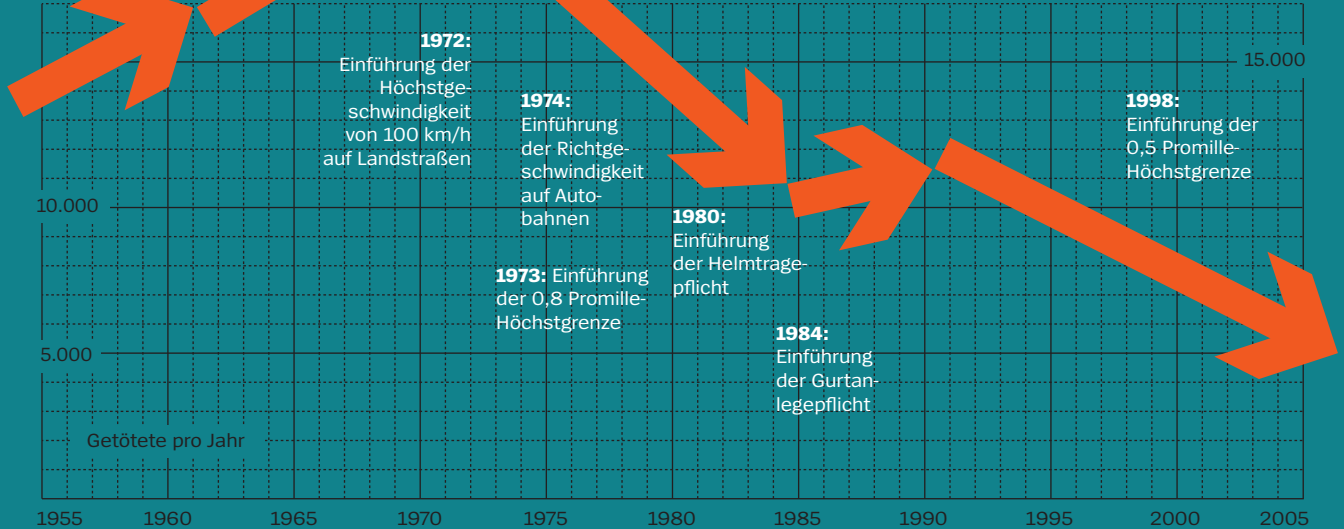 1972:
Einführung der
Höchstge-
schwindigkeit
von 100 km/h
auf Landstraßen
1974:
Einführung
der Richtge-
schwindigkeit
auf Auto-
bahnen
1973: Einführung
der 0,8 Promille-
Höchstgrenze
1980:
Einführung
der Helmtrage-
pflicht
1984:
Einführung
der Gurtan-
legepflicht
1998:
Einführung der
0,5 Promille-
Höchstgrenze
15.000
10.000
5.000
Getötete pro Jahr
1955 1960 1965 1970 1975 1980 1985 1990 1995 2000 2005